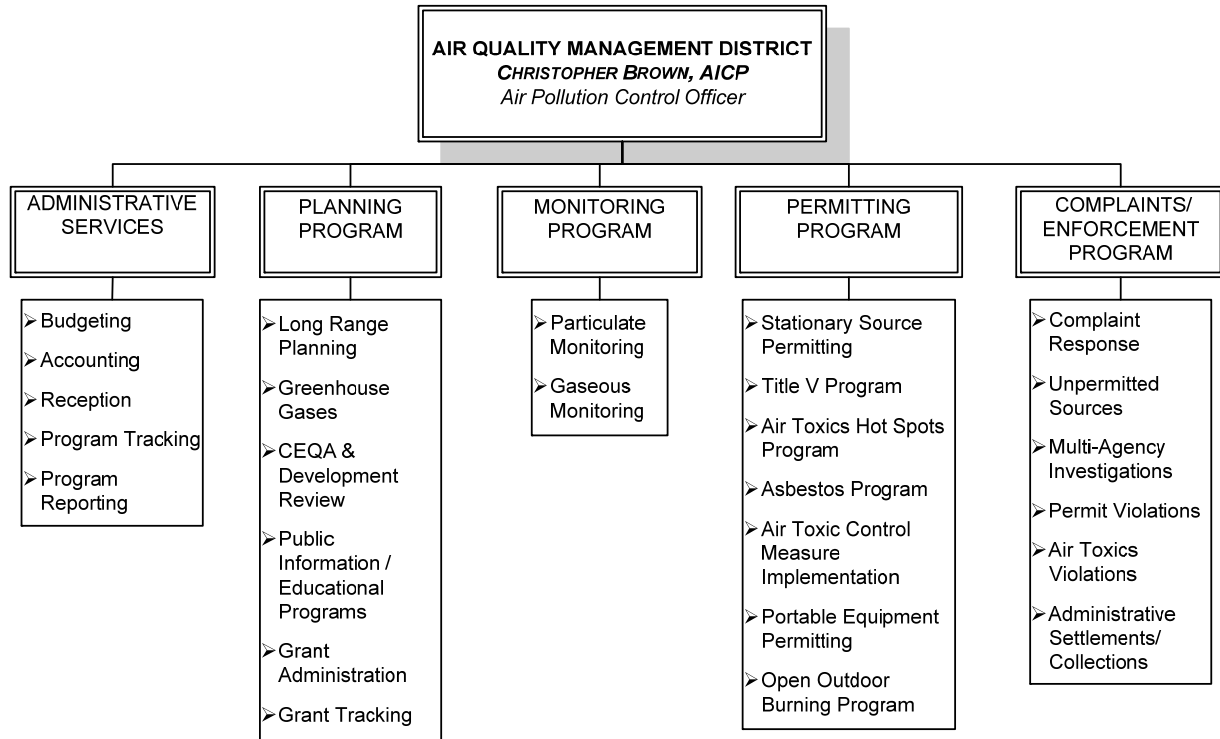 AIR QUALITY MANAGEMENT DISTRICT
CHRISTOPHER BROWN, AICP
Air Pollution Control Officer
ADMINISTRATIVE
SERVICES
➢ Budgeting
➢ Accounting
➢ Reception
➢ Program Tracking
➢ Program
Reporting
PLANNING
PROGRAM
➢ Long Range
Planning
➢ Greenhouse
Gases
➢ CEQA &
Development
Review
➢ Public
Information /
Educational
Programs
➢ Grant
Administration
➢ Grant Tracking
MONITORING
PROGRAM
➢ Particulate
Monitoring
➢ Gaseous
Monitoring
PERMITTING
PROGRAM
➢ Stationary Source
Permitting
➢ Title V Program
➢ Air Toxics Hot Spots
Program
➢ Asbestos Program
➢ Air Toxic Control
Measure
Implementation
➢ Portable Equipment
Permitting
➢ Open Outdoor
Burning Program
COMPLAINTS/
ENFORCEMENT
PROGRAM
➢ Complaint
Response
➢ Unpermitted
Sources
➢ Multi-Agency
Investigations
➢ Permit Violations
➢ Air Toxics
Violations
➢ Administrative
Settlements/
Collections